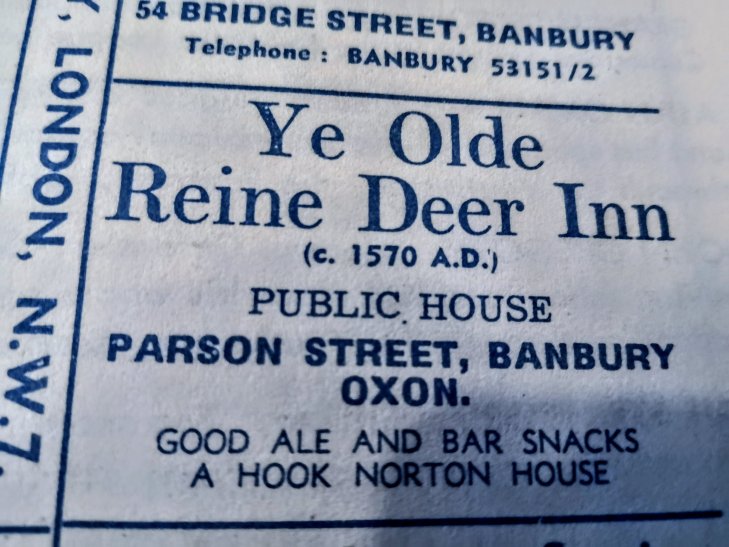 54 BRIDGE STREET, BANBURY
Telephone : BANBURY 53151/2
Ye Olde
Reine Deer Inn
(c. 1570 A.D.)
PUBLIC HOUSE
PARSON STREET, BANBURY
OXON.
GOOD ALE AND BAR SNACKS
A HOOK NORTON HOUSE
LONDON, N.W.7.